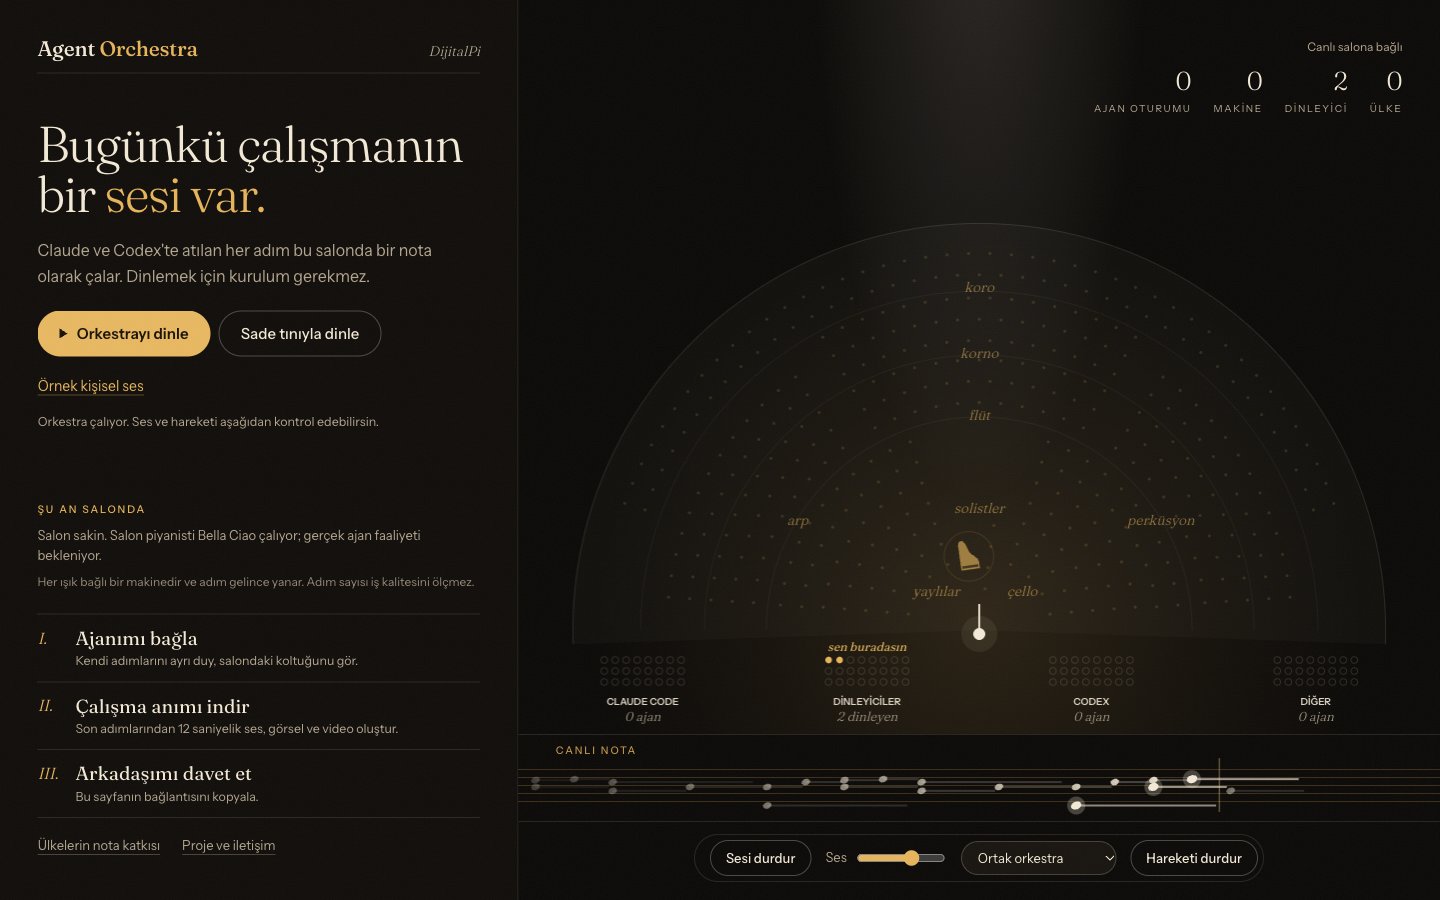 Agent Orchestra
DijitalPi
Bugünkü çalışmanın
bir sesi var.
Claude ve Codex'te atılan her adım bu salonda bir nota
olarak çalar. Dinlemek için kurulum gerekmez.
Orkestrayı dinle
Sade tınıyla dinle
Örnek kişisel ses
Orkestra çalıyor. Ses ve hareketi aşağıdan kontrol edebilirsin.
ŞU AN SALONDA
Salon sakin. Salon piyanisti Bella Ciao çalıyor; gerçek ajan faaliyeti
bekleniyor.
Her ışık bağlı bir makinedir ve adım gelince yanar. Adım sayısı iş kalitesini ölçmez.
I. Ajanımı bağla
Kendi adımlarını ayrı duy, salondaki koltuğunu gör.
II. Çalışma anımı indir
Son adımlarından 12 saniyelik ses, görsel ve video oluştur.
III. Arkadaşımı davet et
Bu sayfanın bağlantısını kopyala.
Ülkelerin nota katkısı
Proje ve iletişim
Canlı salona bağlı
0 0 2 0
AJAN OTURUMU MAKİNE DİNLEYİCİ ÜLKE
koro
korno
flüt
solistler
arp
perküsyon
yaylılar
çello
sen buradasın
CLAUDE CODE DİNLEYİCİLER CODEX DİĞER
0 ajan 2 dinleyen 0 ajan 0 ajan
CANLI NOTA
Sesi durdur
Ses
Ortak orkestra
Hareketi durdur